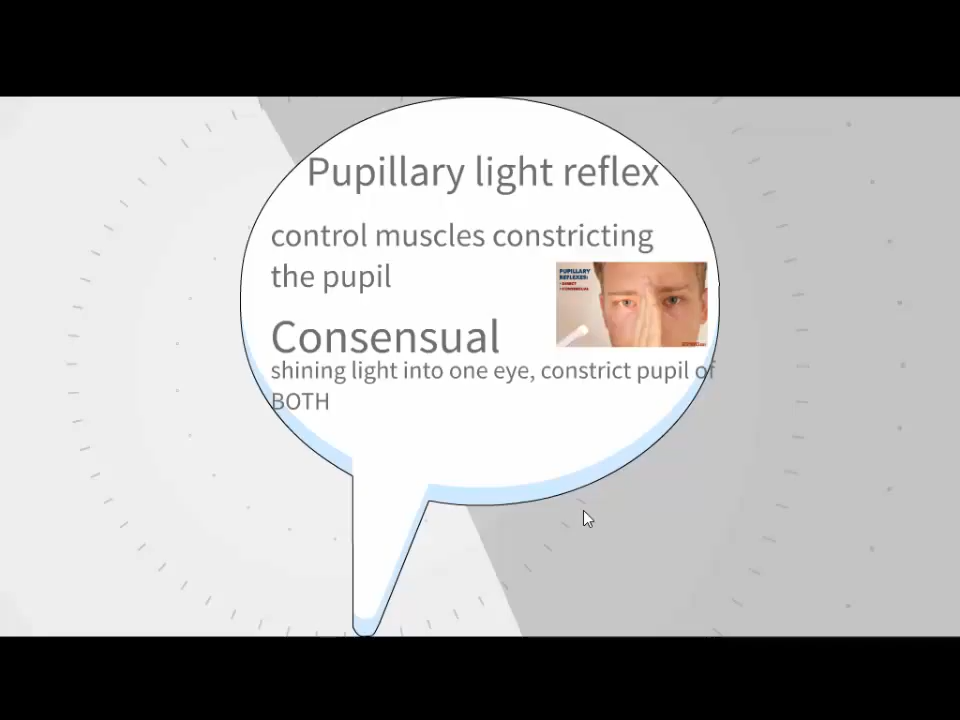 Pupillary light reflex
control muscles constricting
the pupil
PUPILLARY
REFLEXES:
Consensual
shining light into one eye, constrict pupil of
BOTH